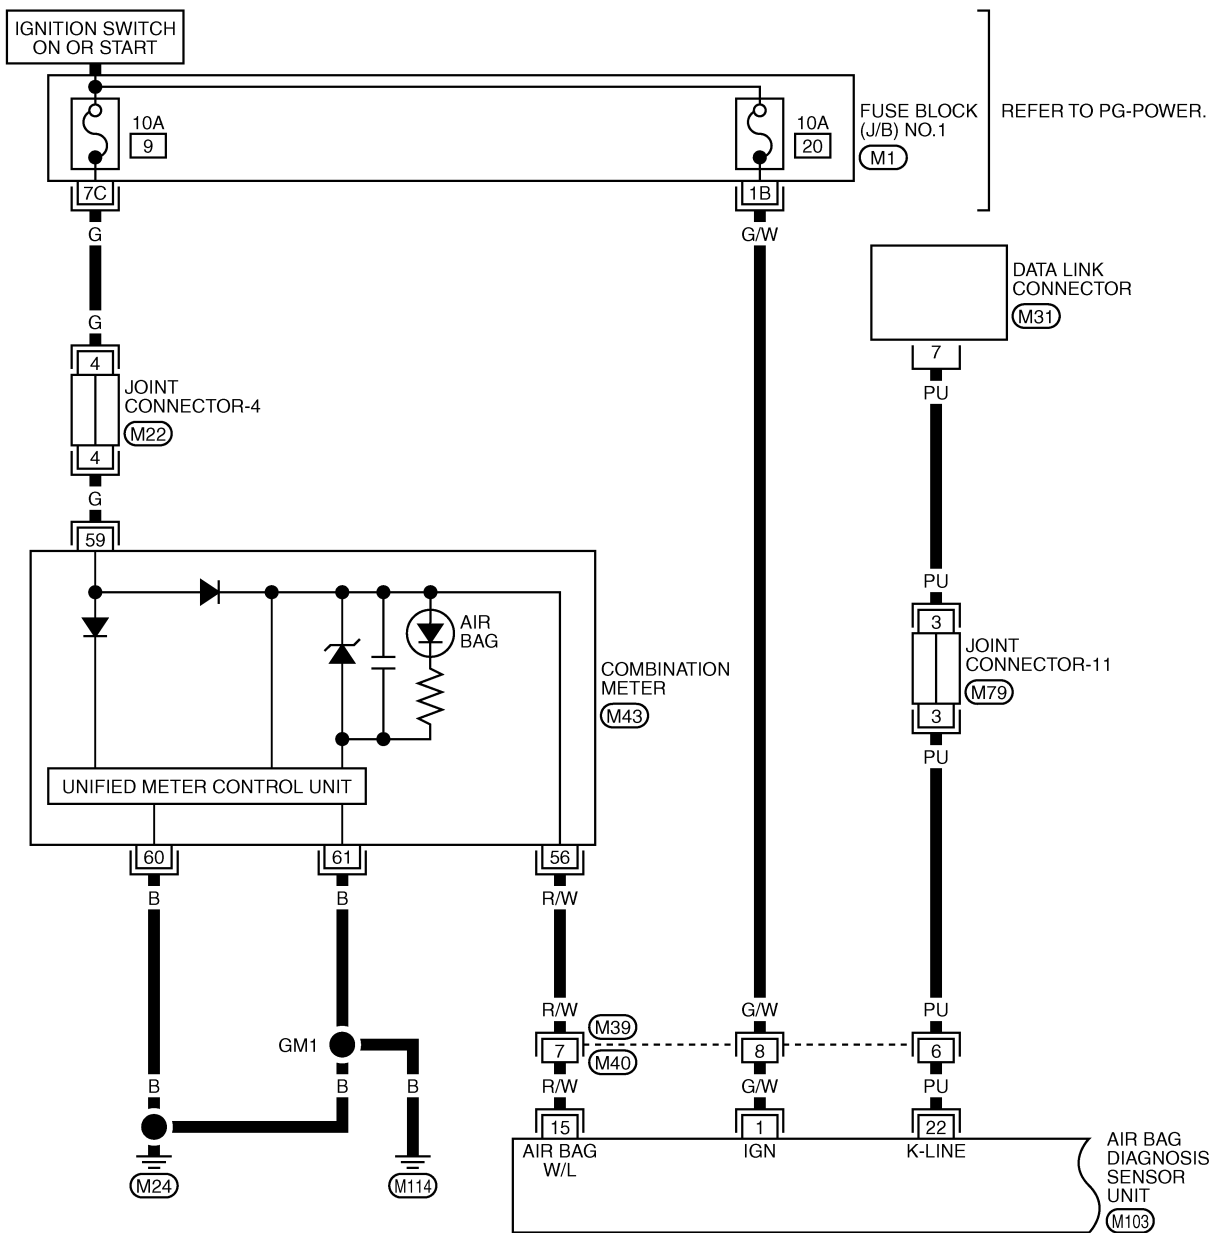 IGNITION SWITCH
ON OR START
10A
9
10A
20
FUSE BLOCK
(J/B) NO.1
M1
REFER TO PG-POWER.
7C
1B
G
G/W
DATA LINK
CONNECTOR
M31
G
7
4
PU
JOINT
CONNECTOR-4
M22
4
G
59
PU
AIR
BAG
3
JOINT
CONNECTOR-11
M79
COMBINATION
METER
M43
3
PU
UNIFIED METER CONTROL UNIT
60
61
56
B
B
R/W
R/W
G/W
PU
M39
GM1
7
8
6
M40
B
B
B
R/W
G/W
PU
15
1
22
AIR BAG
W/L
IGN
K-LINE
AIR BAG
DIAGNOSIS
SENSOR
UNIT
M103
M24
M114